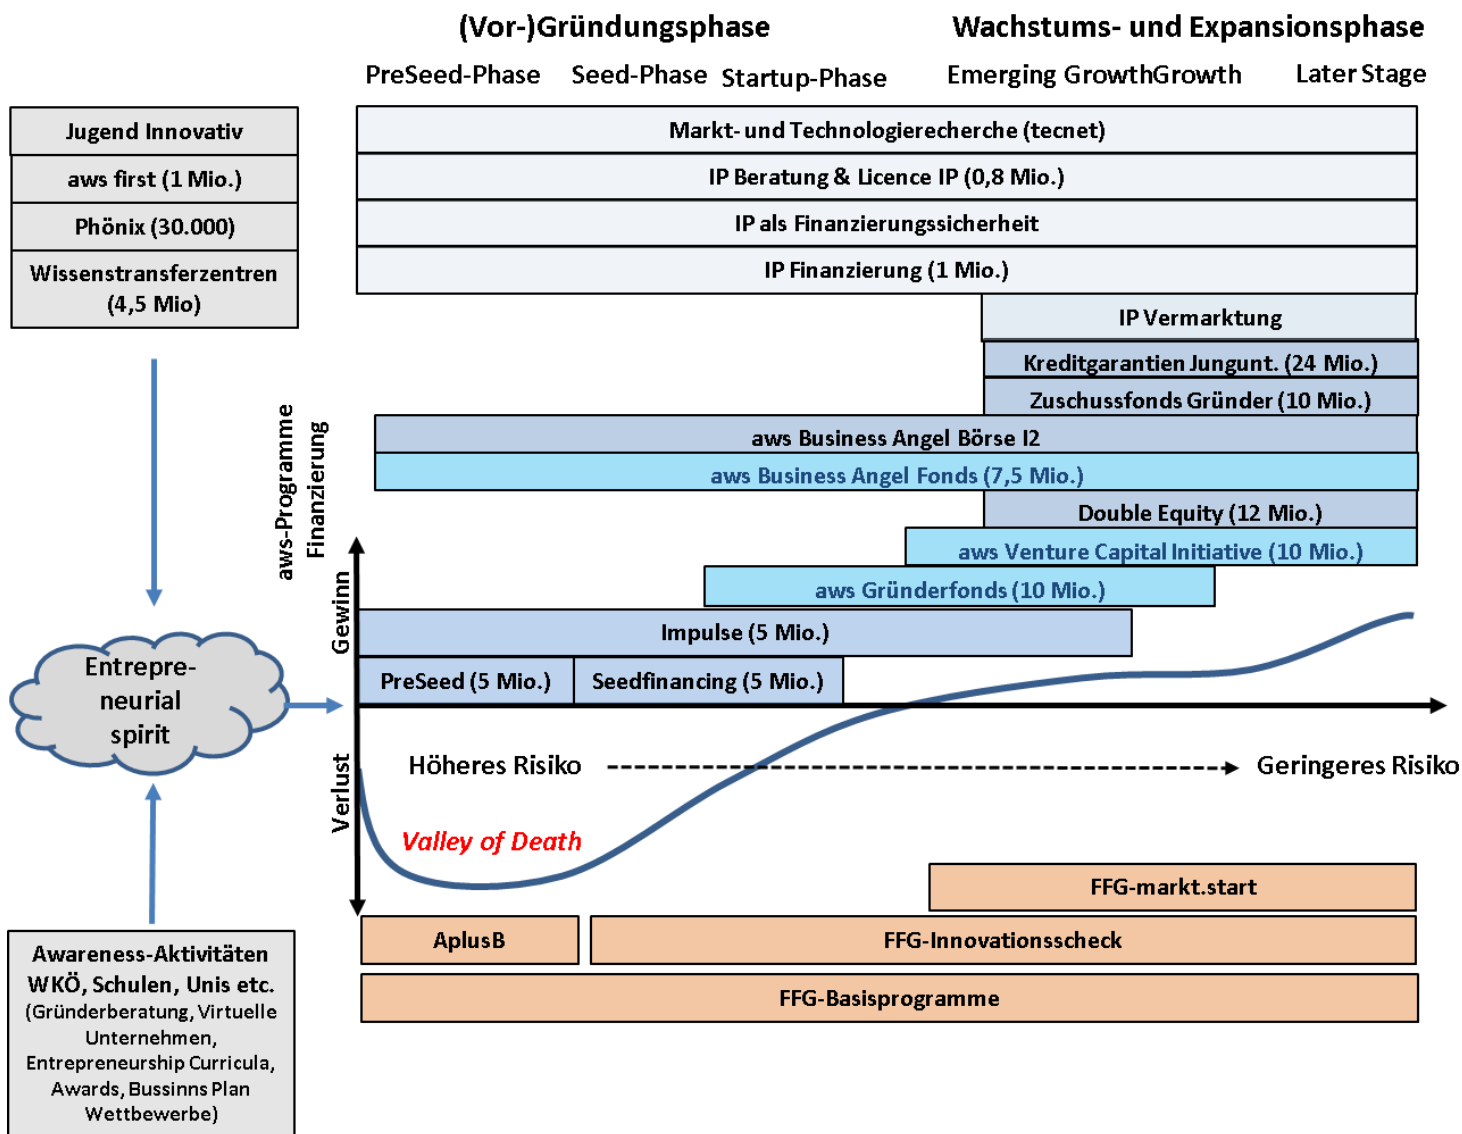 (Vor-)Gründungsphase
Wachstums- und Expansionsphase
PreSeed-Phase
Seed-Phase
Startup-Phase
Emerging Growth
Growth
Later Stage
Jugend Innovativ
aws first (1 Mio.)
Phönix (30.000)
Wissenstransferzentren
(4,5 Mio)
Markt- und Technologierecherche (tecnet)
IP Beratung & Licence IP (0,8 Mio.)
IP als Finanzierungssicherheit
IP Finanzierung (1 Mio.)
IP Vermarktung
Kreditgarantien Jungunt. (24 Mio.)
Zuschussfonds Gründer (10 Mio.)
aws Business Angel Börse I2
aws Business Angel Fonds (7,5 Mio.)
Double Equity (12 Mio.)
aws Venture Capital Initiative (10 Mio.)
aws Gründerfonds (10 Mio.)
Impulse (5 Mio.)
PreSeed (5 Mio.)
Seedfinancing (5 Mio.)
aws-Programme
Finanzierung
Gewinn
Verlust
Entrepre-
neurial
spirit
Höheres Risiko
Geringeres Risiko
Valley of Death
FFG-markt.start
AplusB
FFG-Innovationsscheck
FFG-Basisprogramme
Awareness-Aktivitäten
WKÖ, Schulen, Unis etc.
(Gründerberatung, Virtuelle
Unternehmen,
Entrepreneurship Curricula,
Awards, Bussinns Plan
Wettbewerbe)